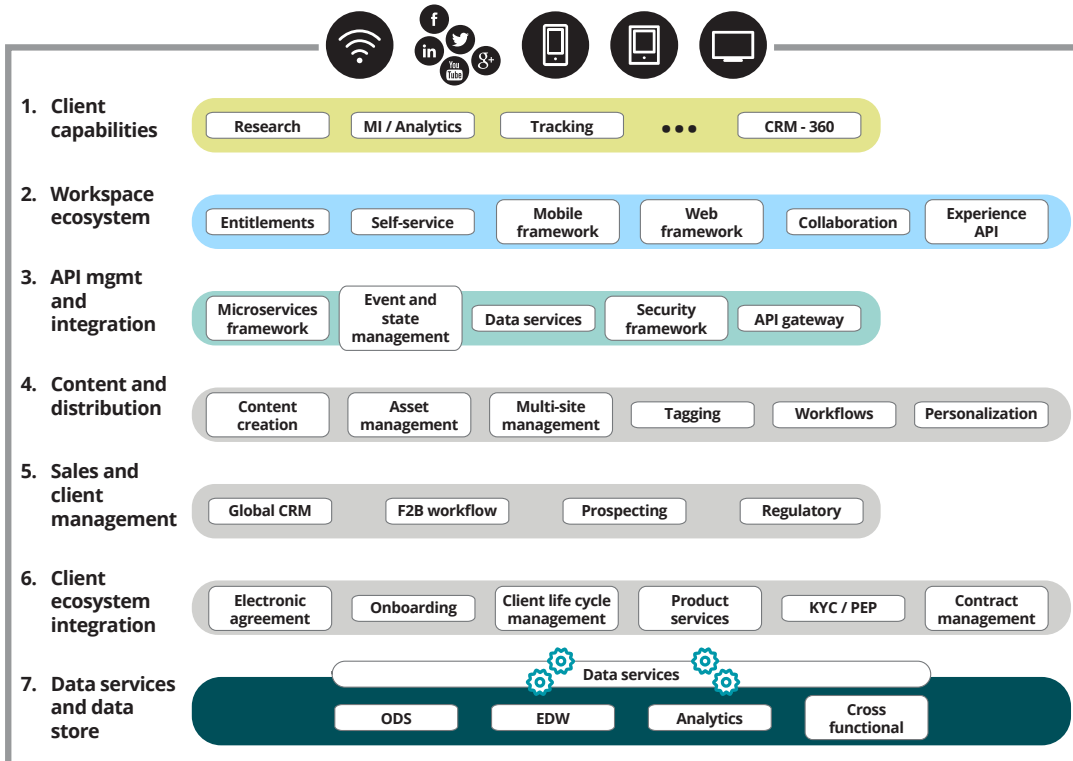 f
in
You
Tube
g+
1. Client
capabilities
Research
MI / Analytics
Tracking
•••
CRM - 360
2. Workspace
ecosystem
Entitlements
Self-service
Mobile
framework
Web
framework
Collaboration
Experience
API
3. API mgmt
and
integration
Microservices
framework
Event and
state
management
Data services
Security
framework
API gateway
4. Content and
distribution
Content
creation
Asset
management
Multi-site
management
Tagging
Workflows
Personalization
5. Sales and
client
management
Global CRM
F2B workflow
Prospecting
Regulatory
6. Client
ecosystem
integration
Electronic
agreement
Onboarding
Client life cycle
management
Product
services
KYC / PEP
Contract
management
7. Data services
and data
store
Data services
ODS
EDW
Analytics
Cross
functional